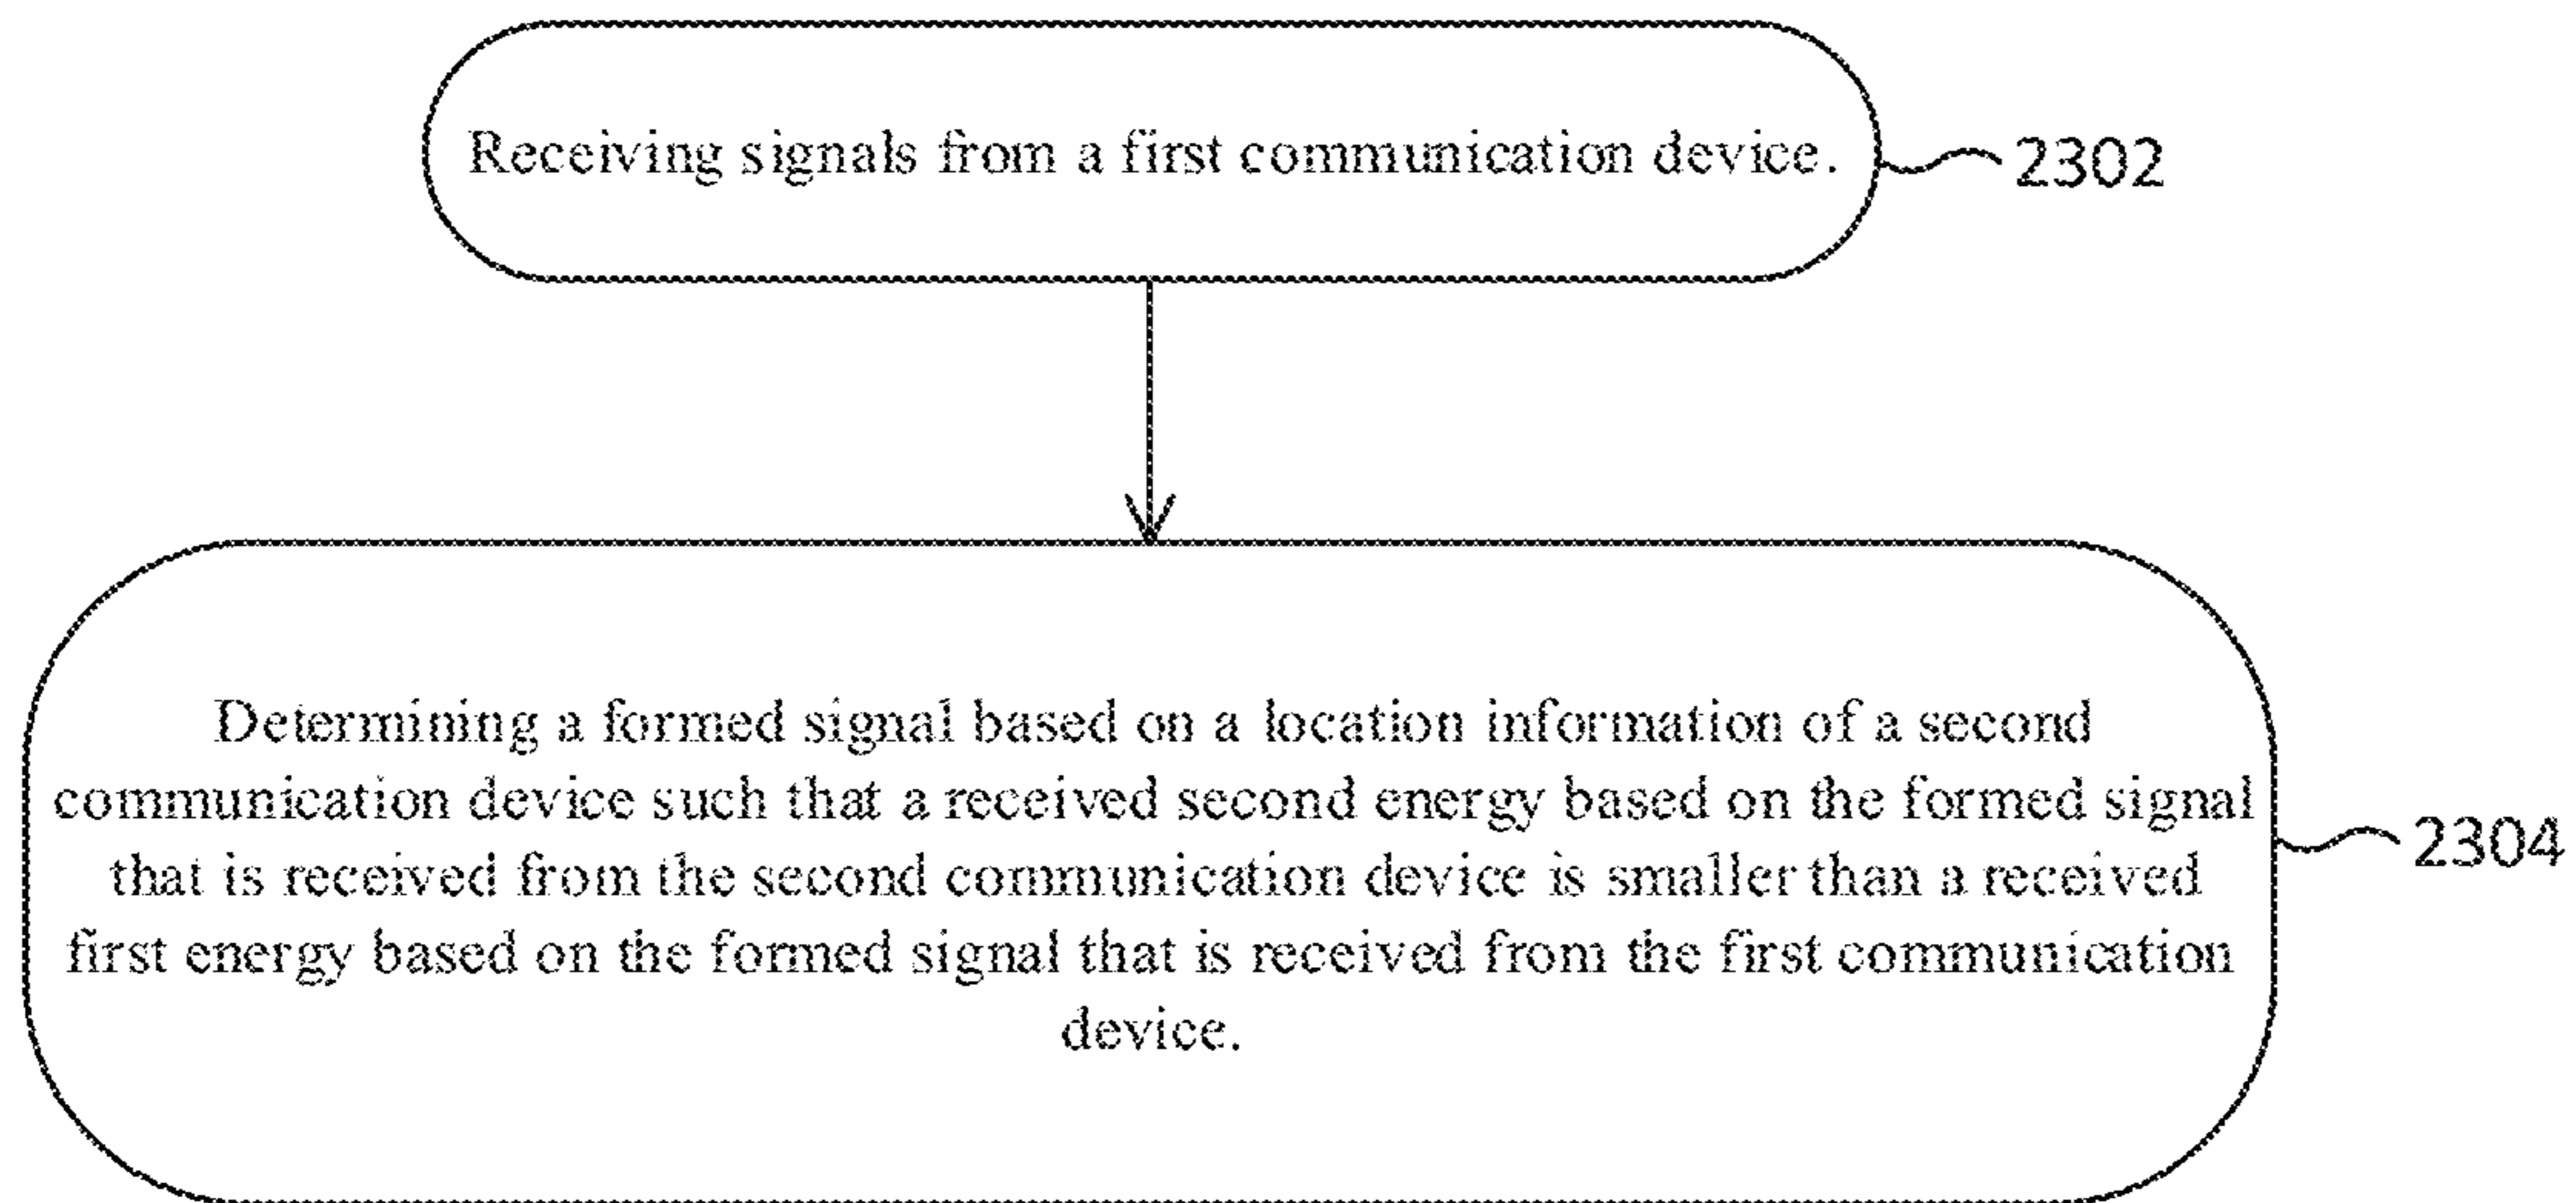 Receiving signals from a first communication device.
2302
Determining a formed signal based on a location information of a second
communication device such that a received second energy based on the formed signal
that is received from the second communication device is smaller than a received
first energy based on the formed signal that is received from the first communication
device.
2304